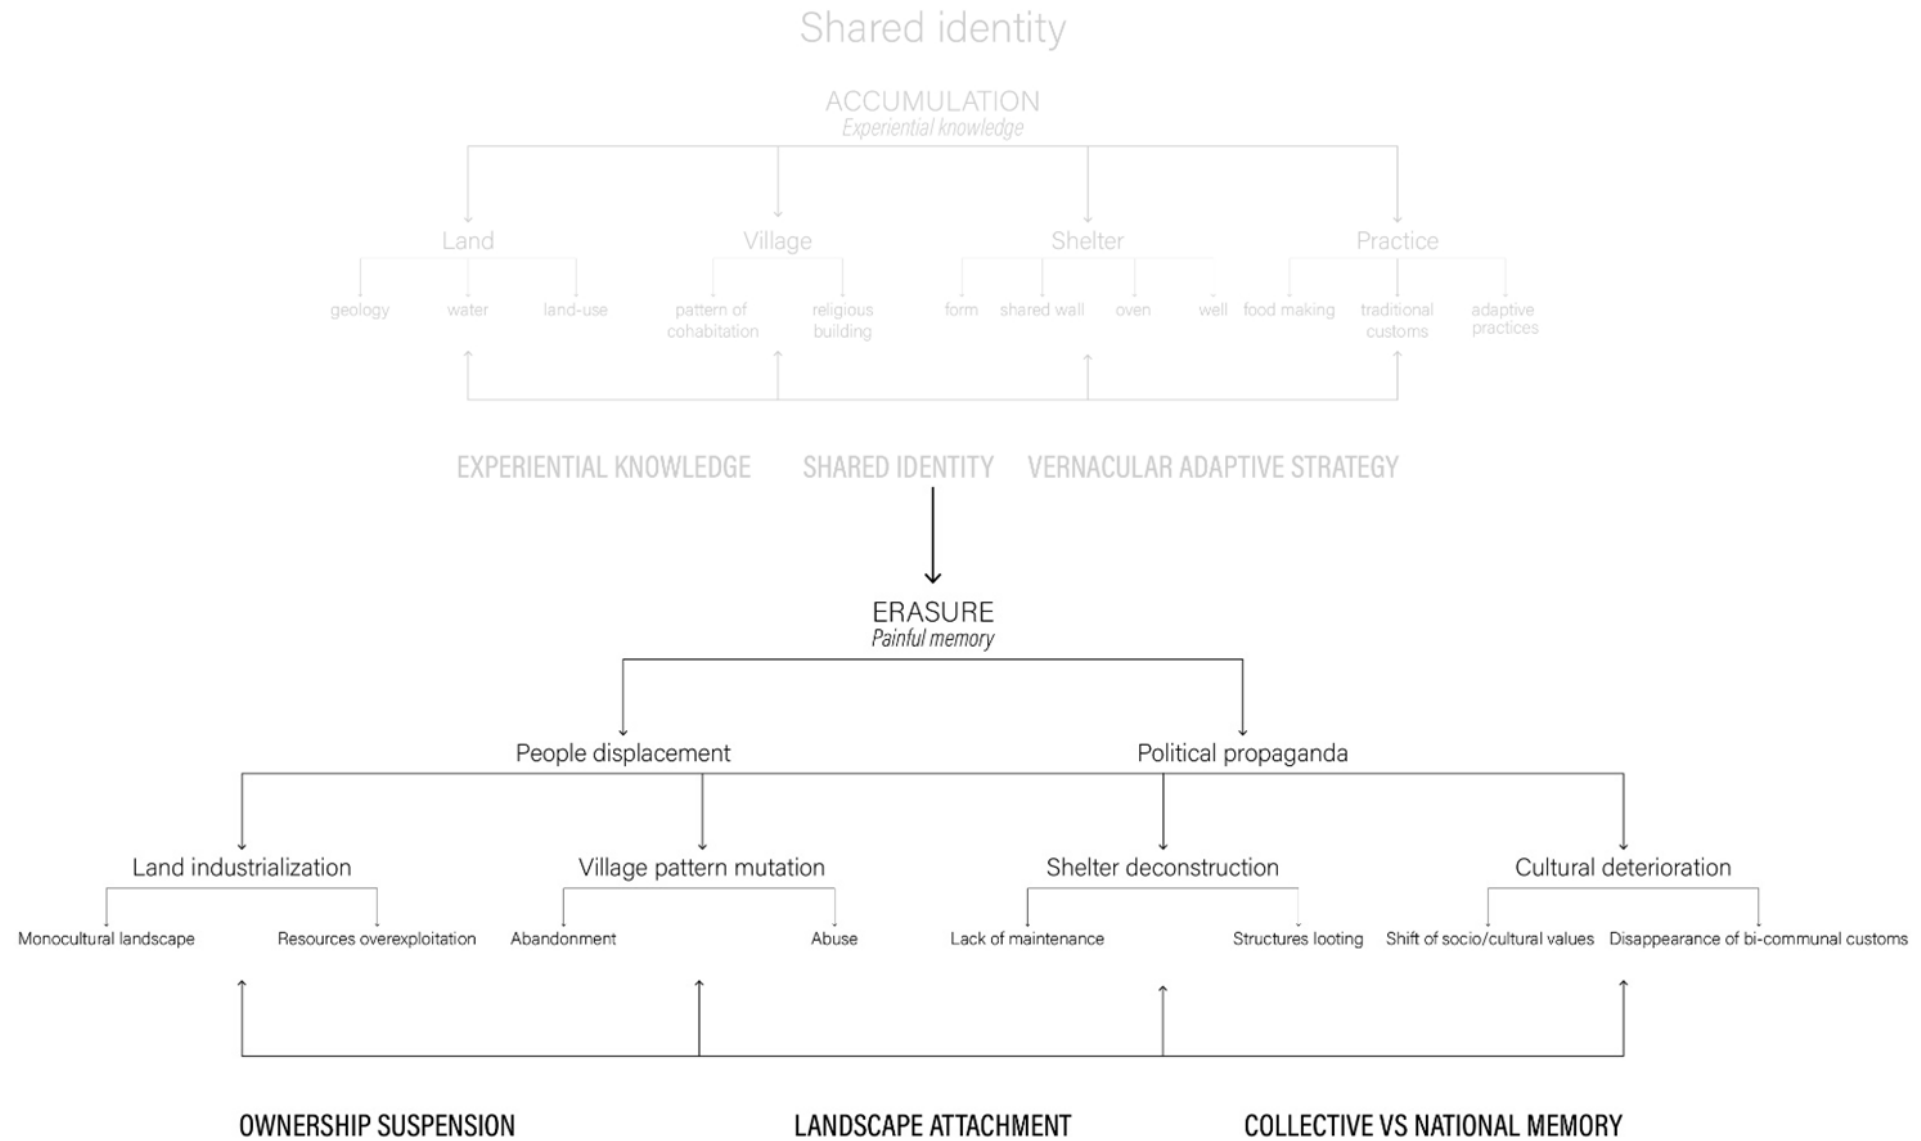 Shared identity
ACCUMULATION
Experiential knowledge
Land
Village
Shelter
Practice
geology
water
land-use
pattern of
cohabitation
religious
building
form
shared wall
oven
well
food making
traditional
customs
adaptive
practices
EXPERIENTIAL KNOWLEDGE
SHARED IDENTITY
VERNACULAR ADAPTIVE STRATEGY
ERASURE
Painful memory
People displacement
Political propaganda
Land industrialization
Village pattern mutation
Shelter deconstruction
Cultural deterioration
Monocultural landscape
Resources overexploitation
Abandonment
Abuse
Lack of maintenance
Structures looting
Shift of socio/cultural values
Disappearance of bi-communal customs
OWNERSHIP SUSPENSION
LANDSCAPE ATTACHMENT
COLLECTIVE VS NATIONAL MEMORY